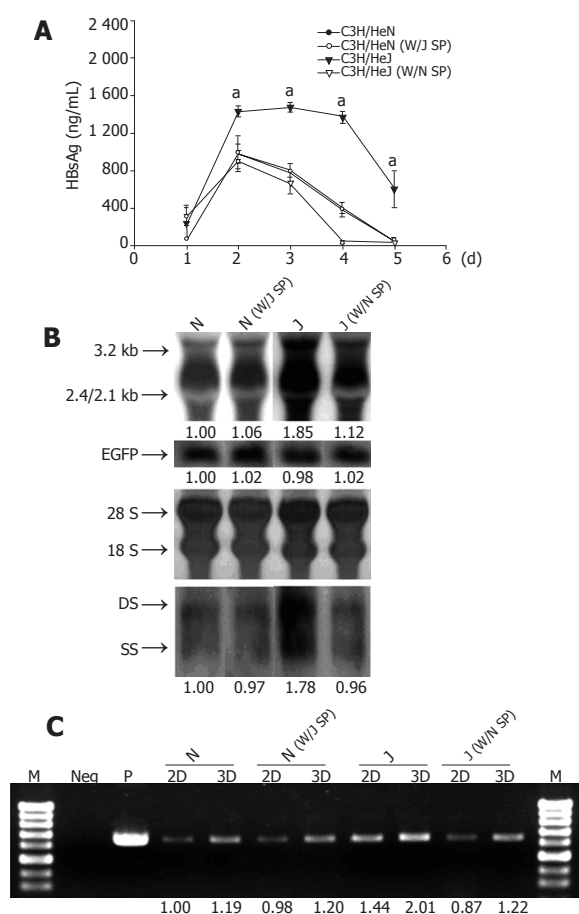 A
2 400
2 000
1 600
1 200
800
400
0
HBsAg (ng/mL)
C3H/HeN
C3H/HeN (W/J SP)
C3H/HeJ
C3H/HeJ (W/N SP)
a
a
a
a
0 1 2 3 4 5 6 (d)
B
N N (W/J SP) J J (W/N SP)
3.2 kb
2.4/2.1 kb
1.00 1.06 1.85 1.12
EGFP
1.00 1.02 0.98 1.02
28 S
18 S
DS
SS
1.00 0.97 1.78 0.96
C
N N (W/J SP) J J (W/N SP)
M Neg P 2D 3D 2D 3D 2D 3D 2D 3D M
1.00 1.19 0.98 1.20 1.44 2.01 0.87 1.22